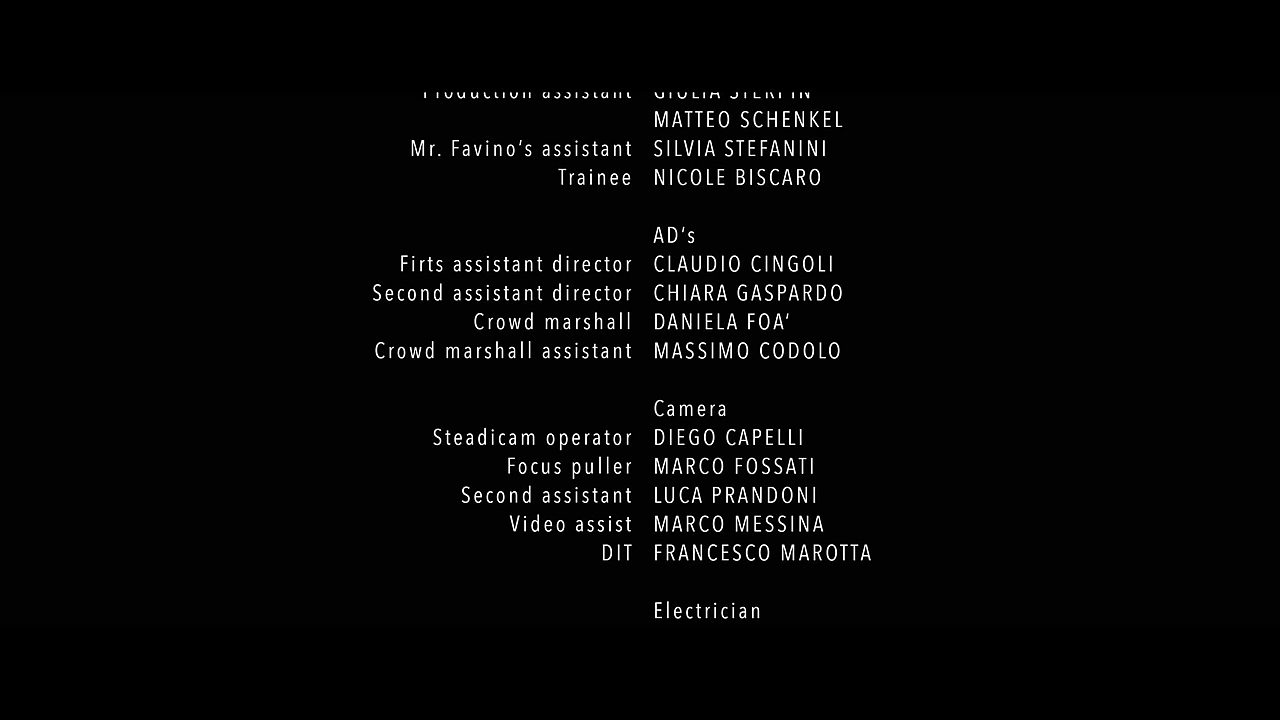 Production assistant
MATTEO SCHENKEL
Mr. Favino's assistant SILVIA STEFANINI
Trainee NICOLE BISCARO
AD's
Firts assistant director CLAUDIO CINGOLI
Second assistant director CHIARA GASPARDO
Crowd marshall DANIELA FOA'
Crowd marshall assistant MASSIMO CODOLO
Camera
Steadicam operator DIEGO CAPELLI
Focus puller MARCO FOSSATI
Second assistant LUCA PRANDONI
Video assist MARCO MESSINA
DIT FRANCESCO MAROTTA
Electrician